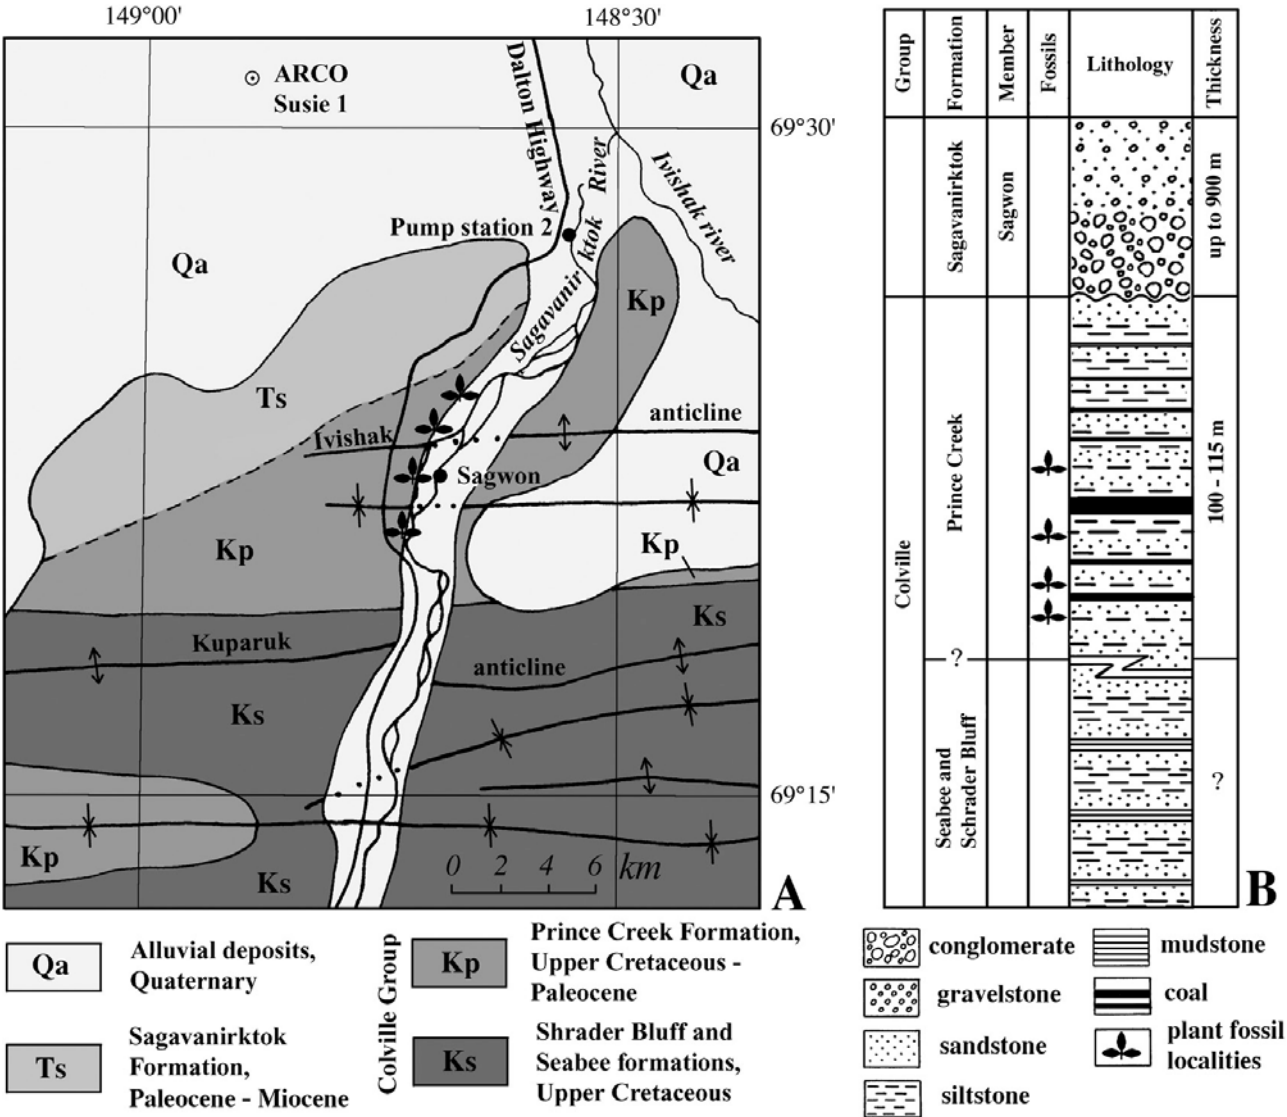 149°00'
148°30'
ARCO
Susie 1
Dalton Highway
Qa
69°30'
River
Ivishak river
Pump station 2
Qa
Sagavanir
ktok
Kp
Ts
Ivishak
anticline
Sagwon
Qa
Kp
Kp
Ks
Kuparuk
anticline
Ks
69°15'
Kp
Ks
0 2 4 6 km
A
Qa
Alluvial deposits,
Quaternary
Ts
Sagavanirktok
Formation,
Paleocene - Miocene
Colville Group
Kp
Prince Creek Formation,
Upper Cretaceous -
Paleocene
Ks
Shrader Bluff and
Seabee formations,
Upper Cretaceous
Group
Formation
Member
Fossils
Lithology
Thickness
Sagavanirktok
Sagwon
up to 900 m
Colville
Prince Creek
100 - 115 m
?
Seabee and
Schrader Bluff
?
B
conglomerate
gravelstone
sandstone
siltstone
mudstone
coal
plant fossil
localities